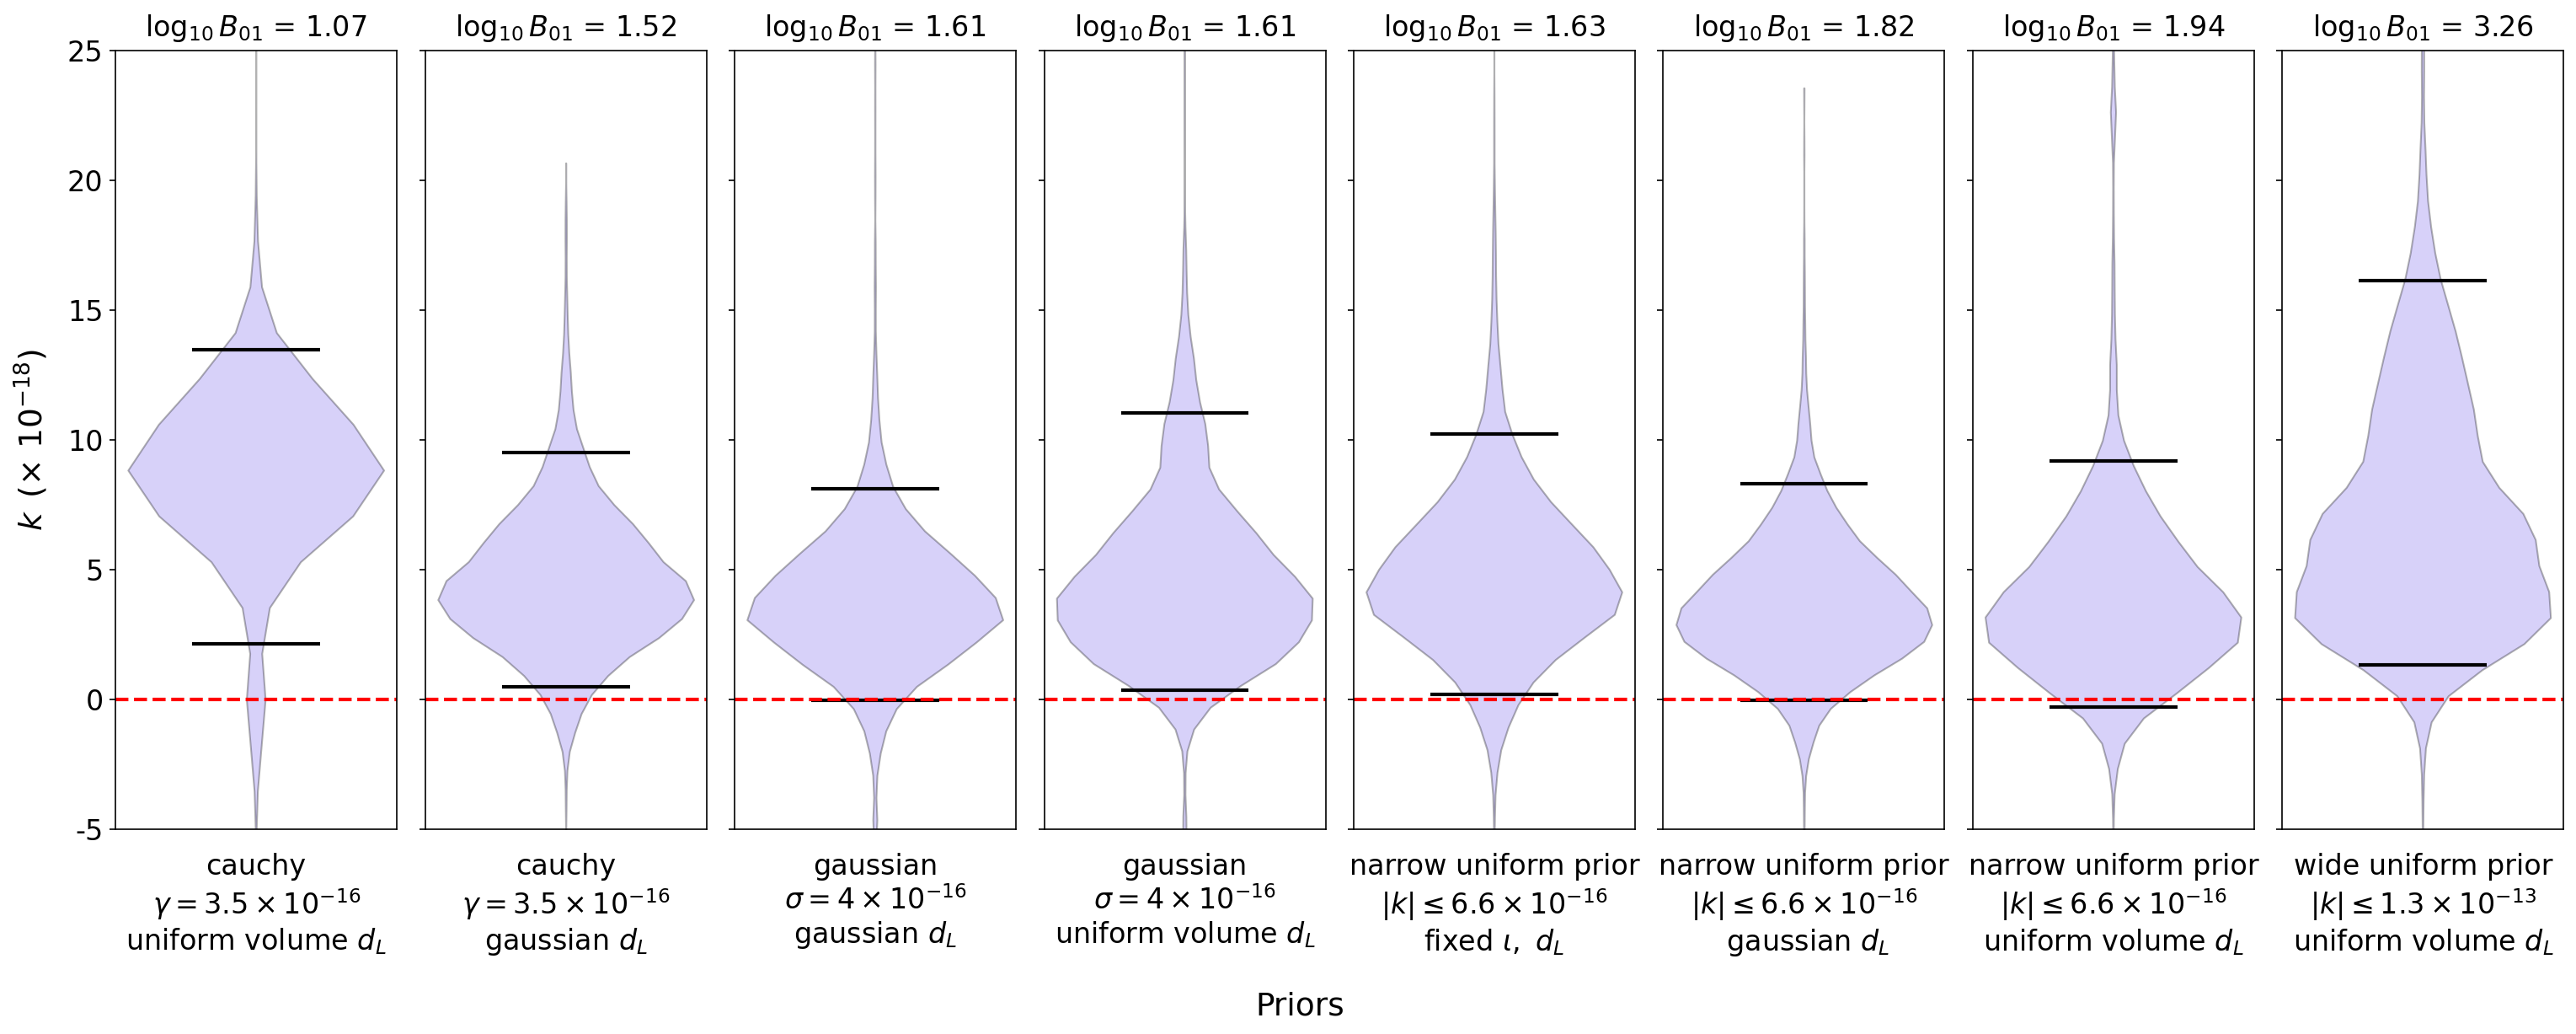 log₁₀ B₀₁ = 1.07
log₁₀ B₀₁ = 1.52
log₁₀ B₀₁ = 1.61
log₁₀ B₀₁ = 1.61
log₁₀ B₀₁ = 1.63
log₁₀ B₀₁ = 1.82
log₁₀ B₀₁ = 1.94
log₁₀ B₀₁ = 3.26
k (× 10⁻¹⁸)
25
20
15
10
5
0
-5
cauchy
γ = 3.5 × 10⁻¹⁶
uniform volume d_L
cauchy
γ = 3.5 × 10⁻¹⁶
gaussian d_L
gaussian
σ = 4 × 10⁻¹⁶
gaussian d_L
gaussian
σ = 4 × 10⁻¹⁶
uniform volume d_L
narrow uniform prior
|k| ≤ 6.6 × 10⁻¹⁶
fixed ι, d_L
narrow uniform prior
|k| ≤ 6.6 × 10⁻¹⁶
gaussian d_L
narrow uniform prior
|k| ≤ 6.6 × 10⁻¹⁶
uniform volume d_L
wide uniform prior
|k| ≤ 1.3 × 10⁻¹³
uniform volume d_L
Priors